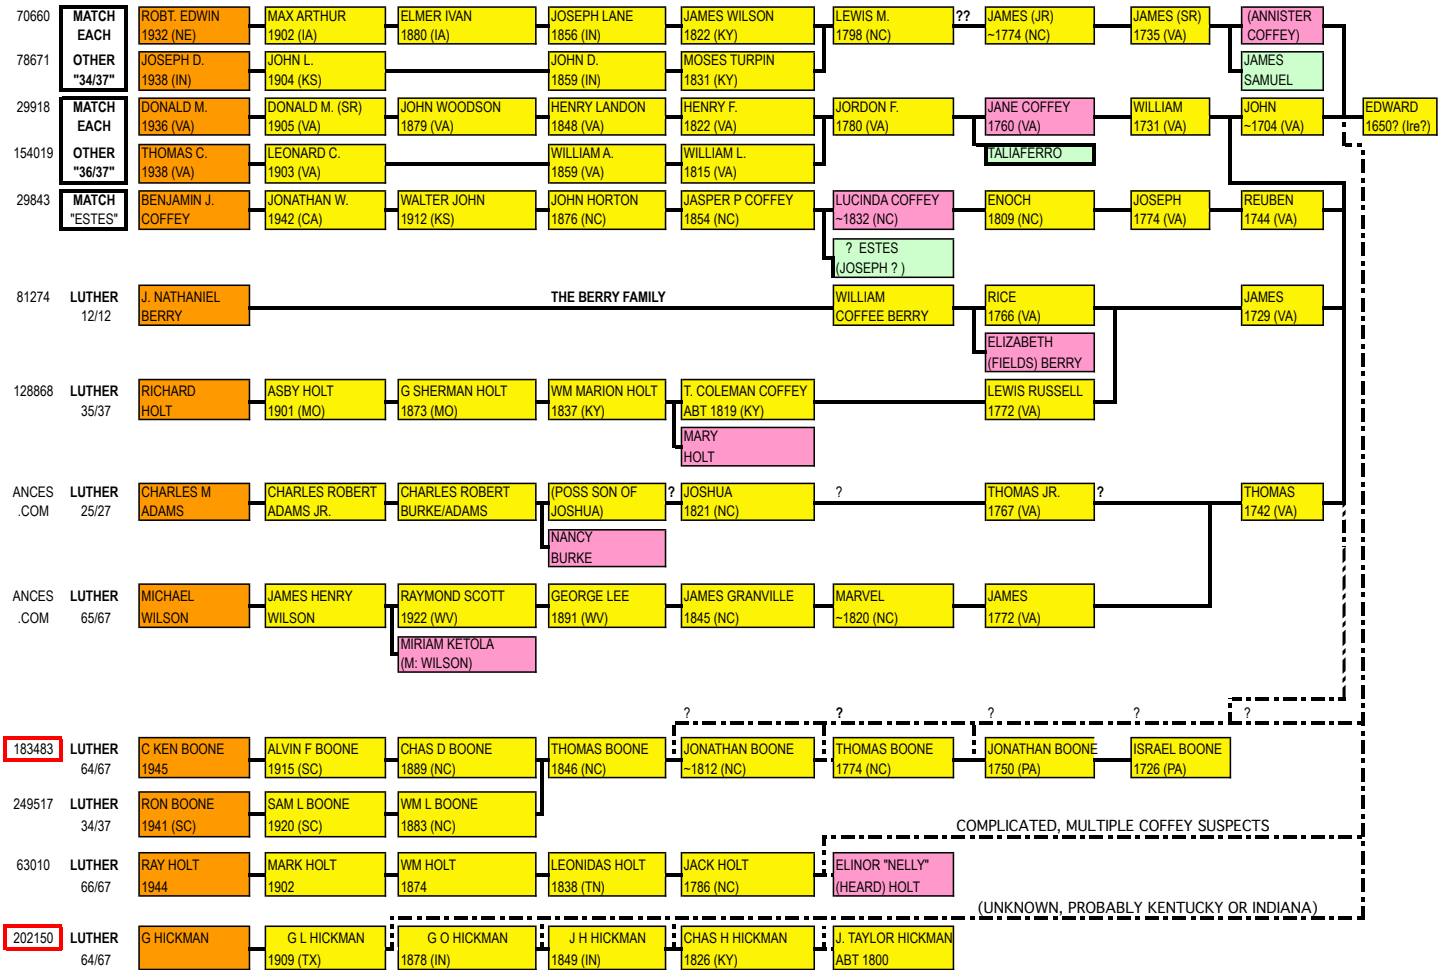 70660 MATCH ROBT. EDWIN MAX ARTHUR ELMER IVAN JOSEPH LANE JAMES WILSON LEWIS M. ?? JAMES (JR) JAMES (SR) (ANNISTER
EACH 1932 (NE) 1902 (IA) 1880 (IA) 1856 (IN) 1822 (KY) 1798 (NC) ~1774 (NC) 1735 (VA) COFFEY)
78671 OTHER JOSEPH D. JOHN L. JOHN D. MOSES TURPIN JAMES
"34/37" 1938 (IN) 1904 (KS) 1859 (IN) 1831 (KY) SAMUEL
29918 MATCH DONALD M. DONALD M. (SR) JOHN WOODSON HENRY LANDON HENRY F. JORDON F. JANE COFFEY WILLIAM JOHN EDWARD
EACH 1936 (VA) 1905 (VA) 1879 (VA) 1848 (VA) 1822 (VA) 1780 (VA) 1760 (VA) 1731 (VA) ~1704 (VA) 1650? (Ire?)
154019 OTHER THOMAS C. LEONARD C. WILLIAM A. WILLIAM L. TALIAFERRO
"36/37" 1938 (VA) 1903 (VA) 1859 (VA) 1815 (VA)
29843 MATCH BENJAMIN J. JONATHAN W. WALTER JOHN JOHN HORTON JASPER P COFFEY LUCINDA COFFEY ENOCH JOSEPH REUBEN
"ESTES" COFFEY 1942 (CA) 1912 (KS) 1876 (NC) 1854 (NC) ~1832 (NC) 1809 (NC) 1774 (VA) 1744 (VA)
? ESTES
(JOSEPH ? )
81274 LUTHER J. NATHANIEL THE BERRY FAMILY WILLIAM RICE JAMES
12/12 BERRY COFFEE BERRY 1766 (VA) 1729 (VA)
ELIZABETH
(FIELDS) BERRY
128868 LUTHER RICHARD ASBY HOLT G SHERMAN HOLT WM MARION HOLT T. COLEMAN COFFEY LEWIS RUSSELL
35/37 HOLT 1901 (MO) 1873 (MO) 1837 (KY) ABT 1819 (KY) 1772 (VA)
MARY
HOLT
ANCES LUTHER CHARLES M CHARLES ROBERT CHARLES ROBERT (POSS SON OF ? JOSHUA ? THOMAS JR. ? THOMAS
.COM 25/27 ADAMS ADAMS JR. BURKE/ADAMS JOSHUA) 1821 (NC) 1767 (VA) 1742 (VA)
NANCY
BURKE
ANCES LUTHER MICHAEL JAMES HENRY RAYMOND SCOTT GEORGE LEE JAMES GRANVILLE MARVEL JAMES
.COM 65/67 WILSON WILSON 1922 (WV) 1891 (WV) 1845 (NC) ~1820 (NC) 1772 (VA)
MIRIAM KETOLA
(M: WILSON)
? ? ? ? ?
183483 LUTHER C KEN BOONE ALVIN F BOONE CHAS D BOONE THOMAS BOONE JONATHAN BOONE THOMAS BOONE JONATHAN BOONE ISRAEL BOONE
64/67 1945 1915 (SC) 1889 (NC) 1846 (NC) ~1812 (NC) 1774 (NC) 1750 (PA) 1726 (PA)
249517 LUTHER RON BOONE SAM L BOONE WM L BOONE
34/37 1941 (SC) 1920 (SC) 1883 (NC)
COMPLICATED, MULTIPLE COFFEY SUSPECTS
63010 LUTHER RAY HOLT MARK HOLT WM HOLT LEONIDAS HOLT JACK HOLT ELINOR "NELLY"
66/67 1944 1902 1874 1838 (TN) 1786 (NC) (HEARD) HOLT
(UNKNOWN, PROBABLY KENTUCKY OR INDIANA)
202150 LUTHER G HICKMAN G L HICKMAN G O HICKMAN J H HICKMAN CHAS H HICKMAN J. TAYLOR HICKMAN
64/67 1909 (TX) 1878 (IN) 1849 (IN) 1826 (KY) ABT 1800